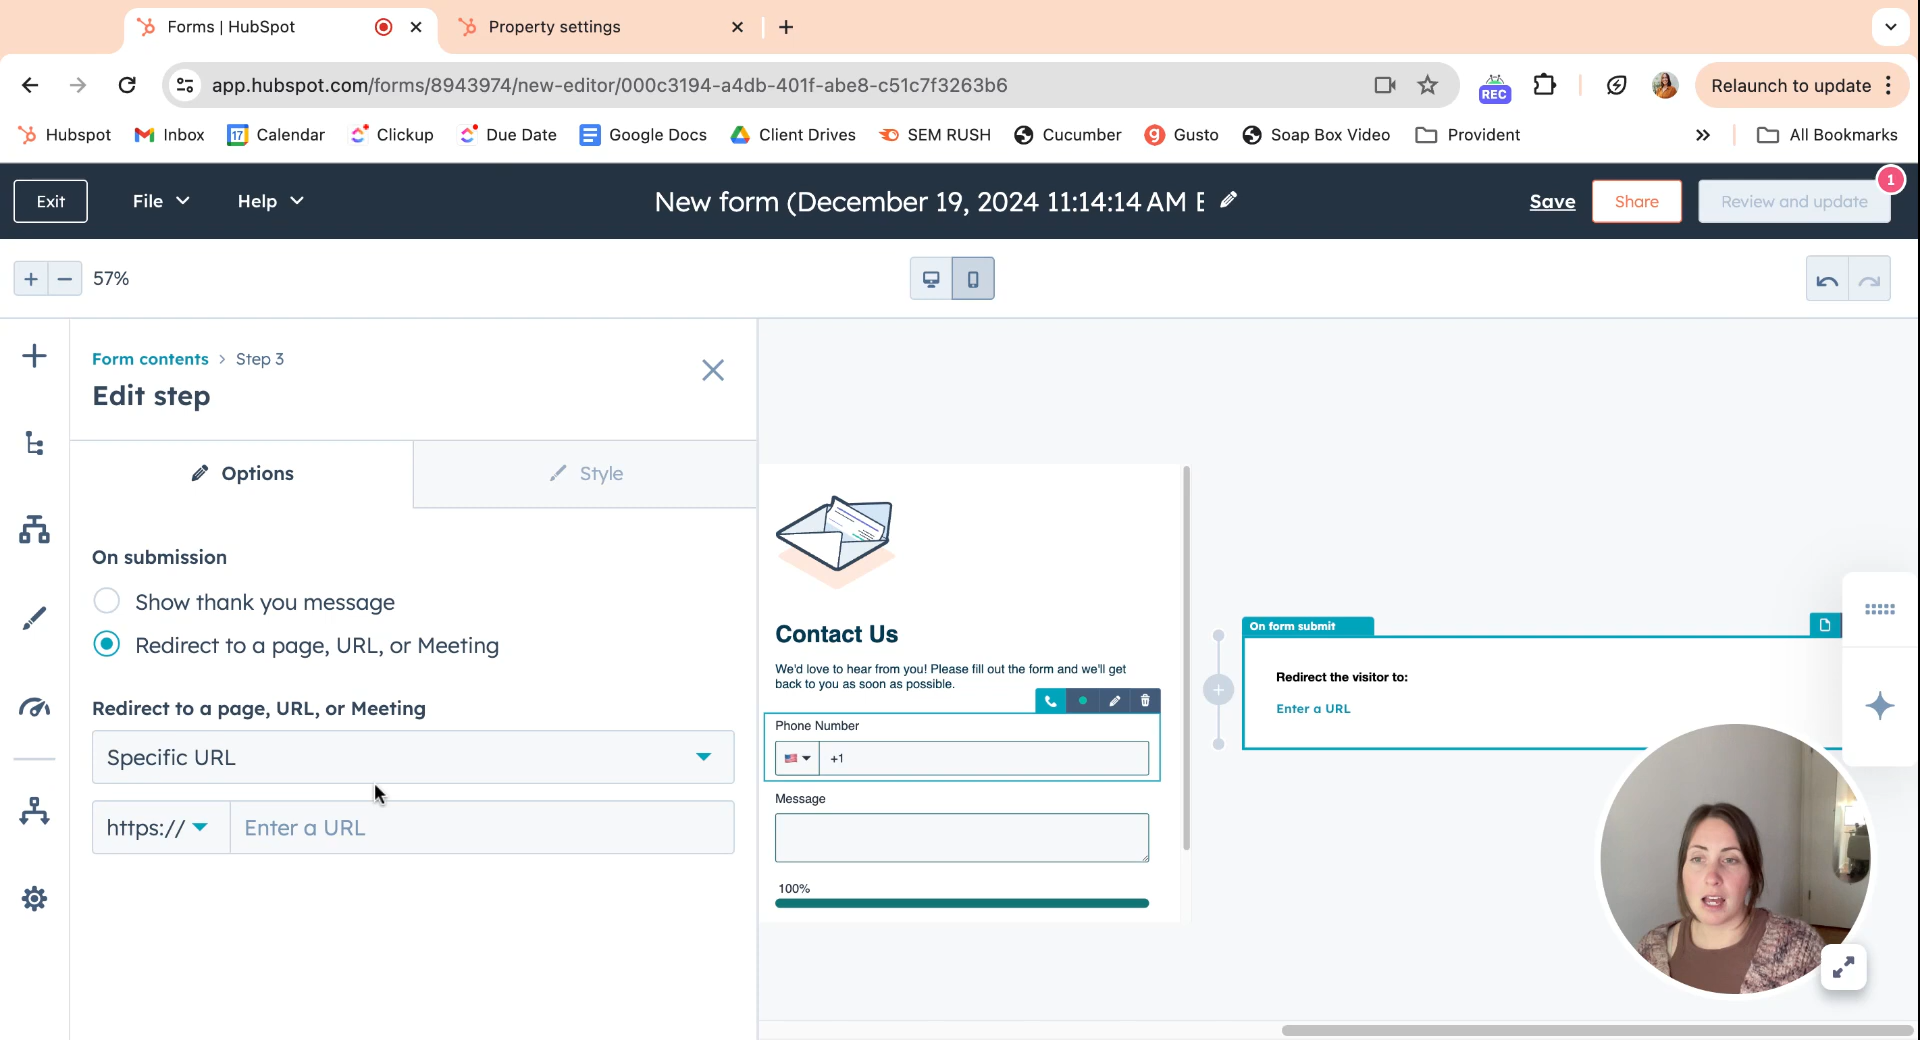 Forms | HubSpot
Property settings
app.hubspot.com/forms/8943974/new-editor/000c3194-a4db-401f-abe8-c51c7f3263b6
REC
Relaunch to update
Hubspot
Inbox
17
Calendar
Clickup
Due Date
Google Docs
Client Drives
SEM RUSH
Cucumber
Gusto
Soap Box Video
Provident
All Bookmarks
Exit
File
Help
New form (December 19, 2024 11:14:14 AM E
Save
Share
Review and update
1
57%
Form contents > Step 3
Edit step
Options
Style
On submission
Show thank you message
Redirect to a page, URL, or Meeting
Redirect to a page, URL, or Meeting
Specific URL
https://
Enter a URL
Contact Us
We'd love to hear from you! Please fill out the form and we'll get
back to you as soon as possible.
Phone Number
+1
Message
100%
On form submit
Redirect the visitor to:
Enter a URL